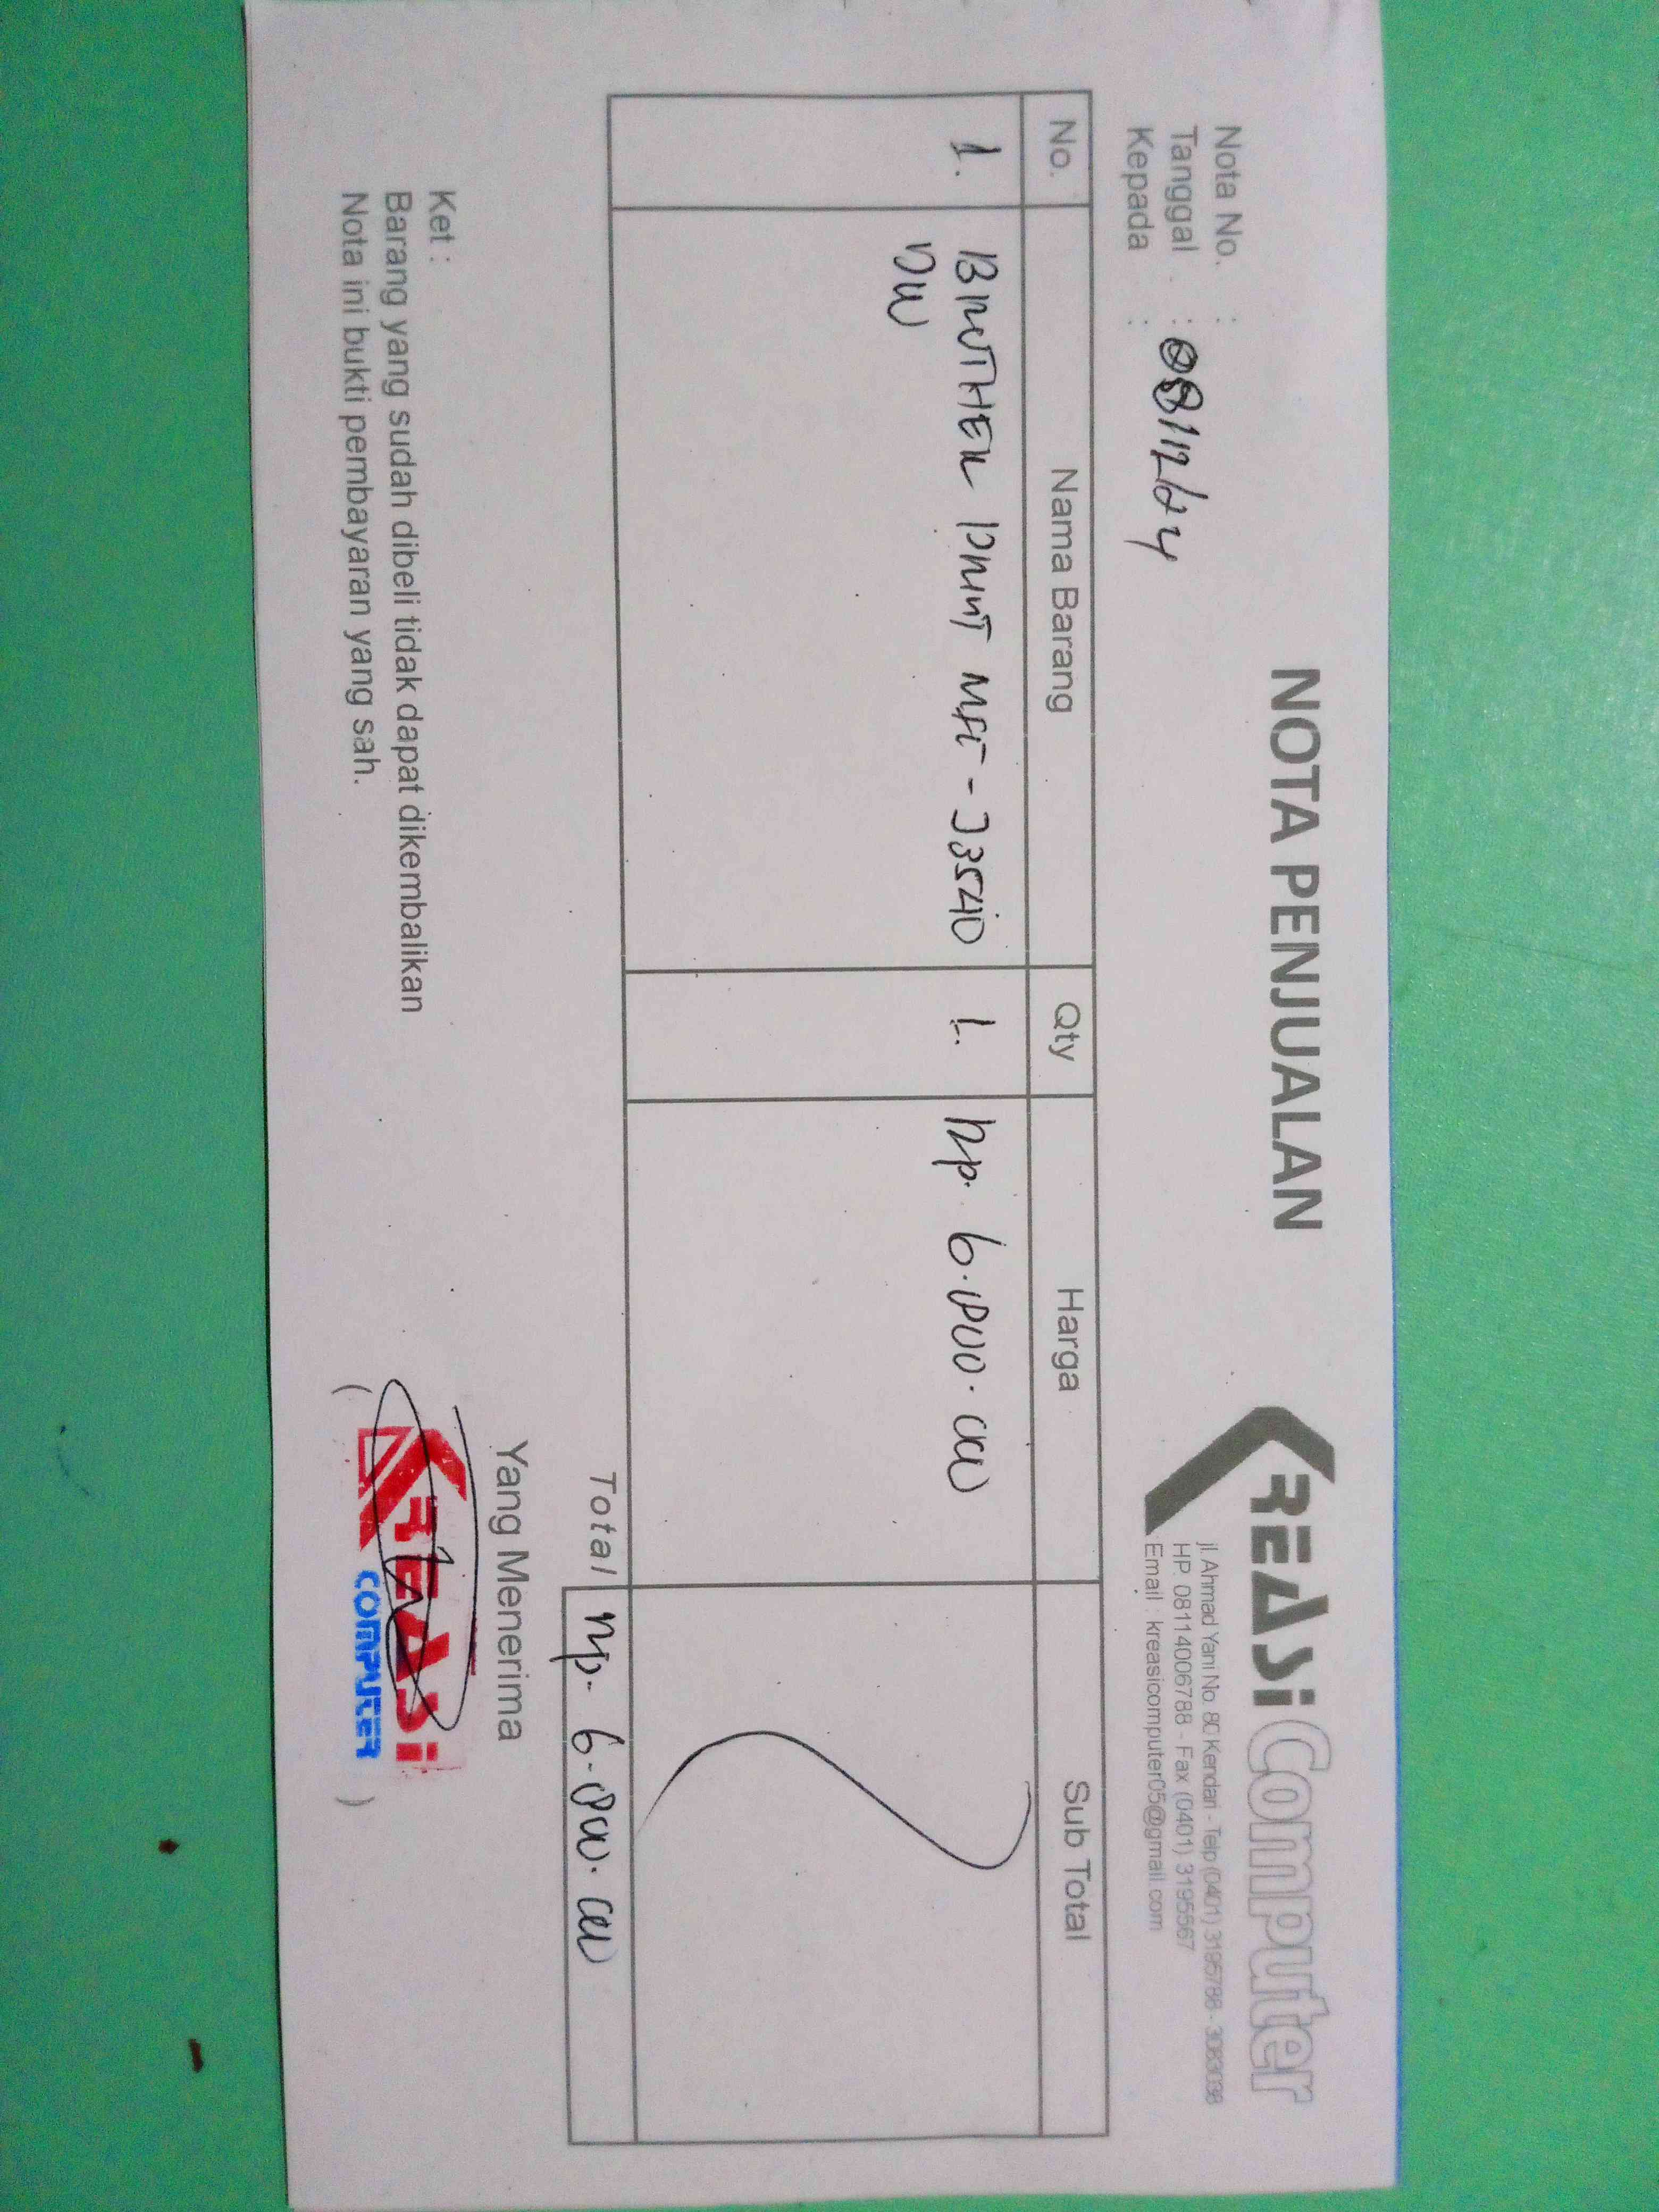 NOTA PENJUALAN
KREASi Computer
jl. Ahmad Yani No. 80 Kendari - Telp (0401) 3195788 - 3083038
HP. 08114006788 - Fax (0401) 3195567
Email : kreasicomputer05@gmail.com
Nota No. :
Tanggal : 08/12/24
Kepada :
No. Nama Barang Qty Harga Sub Total
1. BROTHER PRINT MFC-J3540 1. Rp. 6.800.000
DW
Total Rp. 6.800.000
Ket :
Barang yang sudah dibeli tidak dapat dikembalikan
Nota ini bukti pembayaran yang sah.
Yang Menerima
( KREASi )
COMPUTER